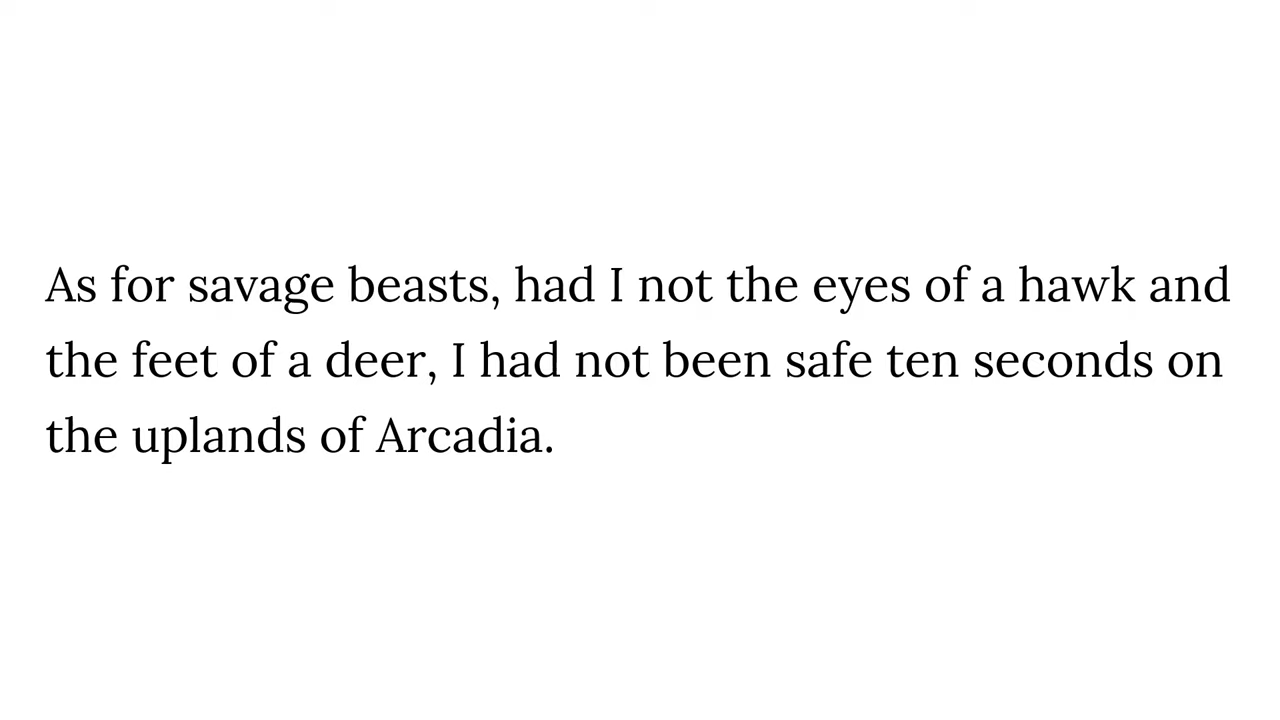 As for savage beasts, had I not the eyes of a hawk and
the feet of a deer, I had not been safe ten seconds on
the uplands of Arcadia.